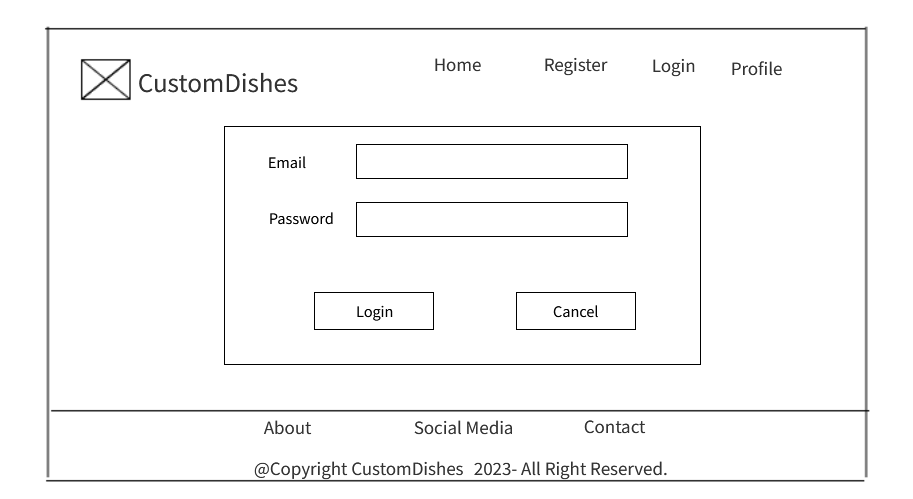 CustomDishes Home Register Login Profile
Email
Password
Login Cancel
About Social Media Contact
@Copyright CustomDishes 2023- All Right Reserved.